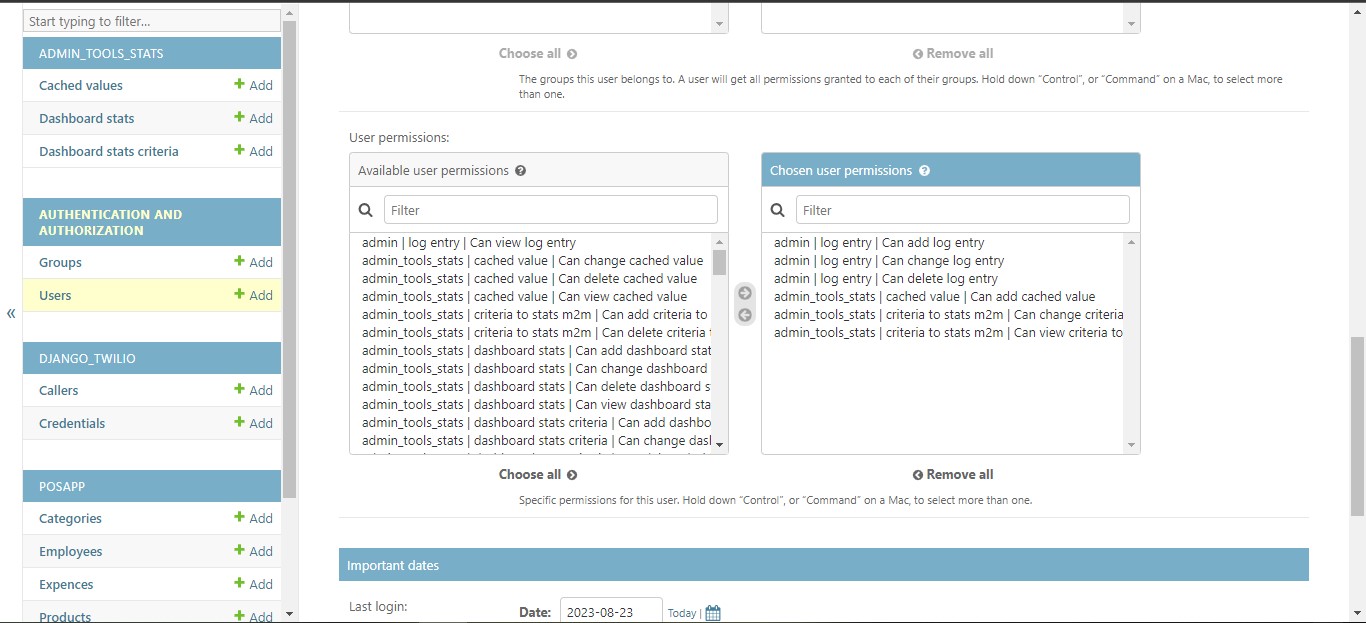 Start typing to filter...
ADMIN_TOOLS_STATS
Cached values Add
Dashboard stats Add
Dashboard stats criteria Add
AUTHENTICATION AND
AUTHORIZATION
Groups Add
Users Add
«
DJANGO_TWILIO
Callers Add
Credentials Add
POSAPP
Categories Add
Employees Add
Expences Add
Products Add
Choose all
Remove all
The groups this user belongs to. A user will get all permissions granted to each of their groups. Hold down “Control”, or “Command” on a Mac, to select more
than one.
User permissions:
Available user permissions ?
Filter
admin | log entry | Can view log entry
admin_tools_stats | cached value | Can change cached value
admin_tools_stats | cached value | Can delete cached value
admin_tools_stats | cached value | Can view cached value
admin_tools_stats | criteria to stats m2m | Can add criteria to
admin_tools_stats | criteria to stats m2m | Can delete criteria
admin_tools_stats | dashboard stats | Can add dashboard stat
admin_tools_stats | dashboard stats | Can change dashboard
admin_tools_stats | dashboard stats | Can delete dashboard s
admin_tools_stats | dashboard stats | Can view dashboard sta
admin_tools_stats | dashboard stats criteria | Can add dashbo
admin_tools_stats | dashboard stats criteria | Can change dasl
Choose all
Chosen user permissions ?
Filter
admin | log entry | Can add log entry
admin | log entry | Can change log entry
admin | log entry | Can delete log entry
admin_tools_stats | cached value | Can add cached value
admin_tools_stats | criteria to stats m2m | Can change criteria
admin_tools_stats | criteria to stats m2m | Can view criteria to
Remove all
Specific permissions for this user. Hold down “Control”, or “Command” on a Mac, to select more than one.
Important dates
Last login:
Date: 2023-08-23 Today |